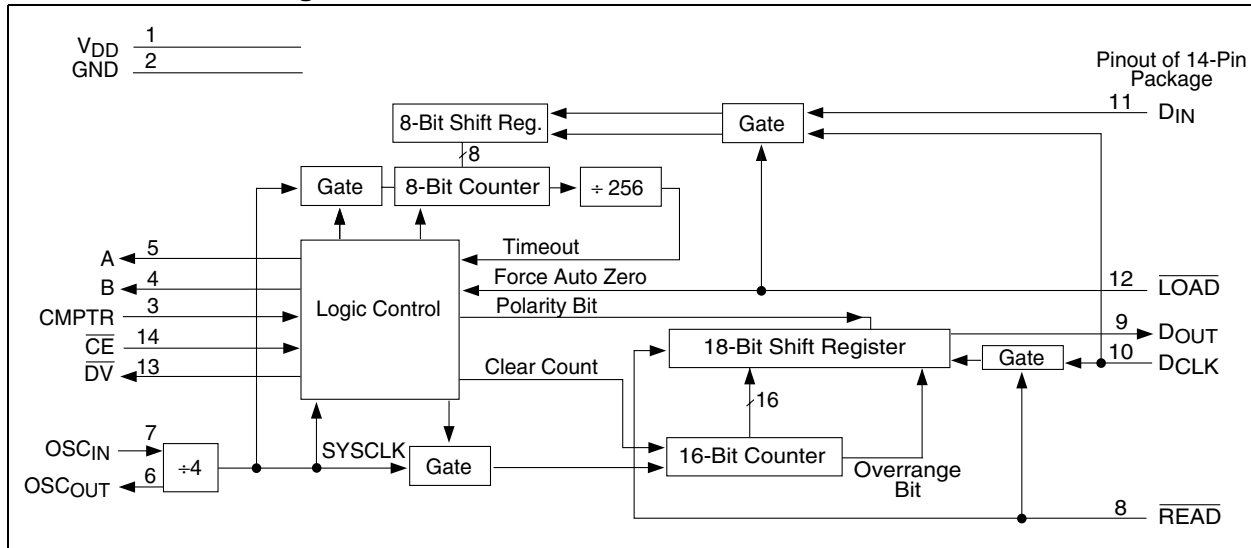 VDD 1
GND 2
Pinout of 14-Pin
Package
11 DIN
8-Bit Shift Reg.
Gate
8
Gate
8-Bit Counter
÷ 256
A 5
B 4
CMPTR 3
CE 14
DV 13
Logic Control
Timeout
Force Auto Zero
Polarity Bit
12 LOAD
18-Bit Shift Register
9 DOUT
Gate
10 DCLK
Clear Count
16
OSCIN 7
OSCOUT 6
÷4
SYSCLK
Gate
16-Bit Counter
Overrange
Bit
8 READ